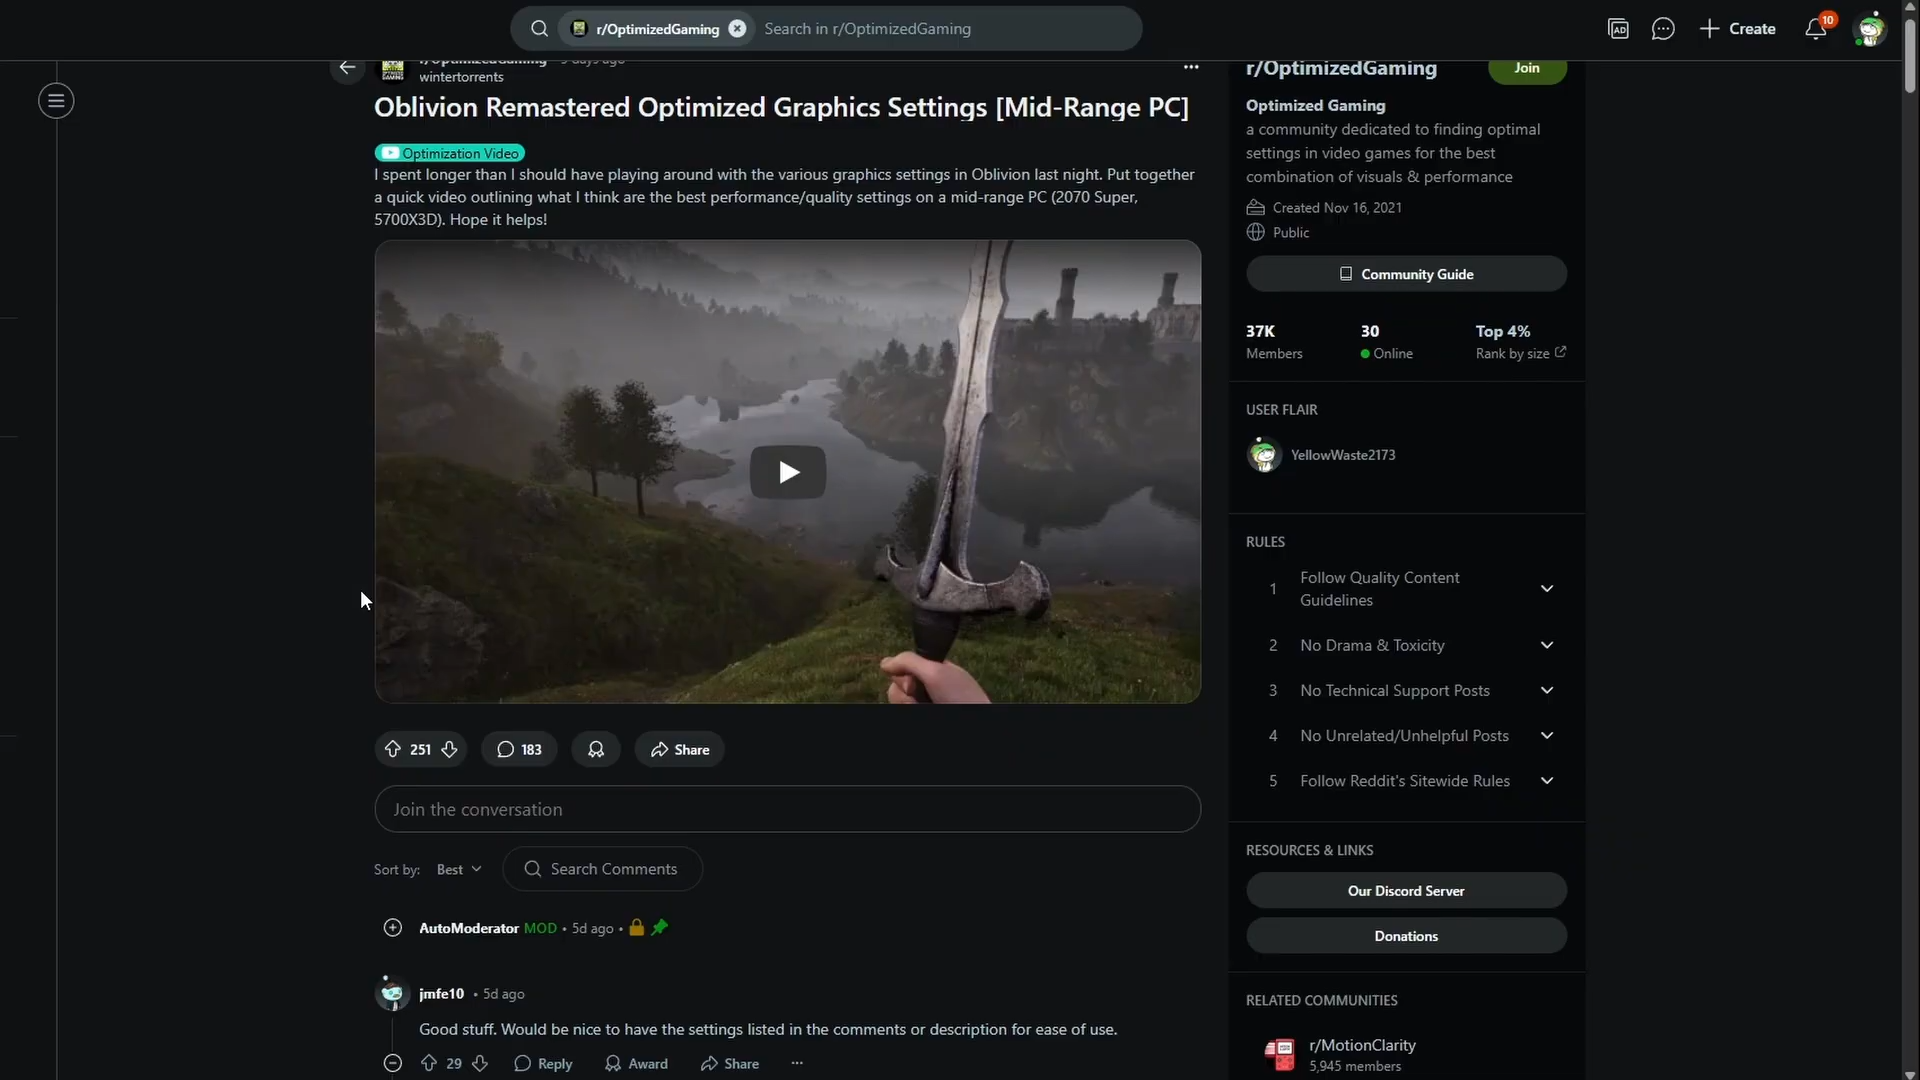 r/OptimizedGaming
Search in r/OptimizedGaming
AD
Create
10
r/OptimizedGaming • 5 days ago
wintertorrents
Oblivion Remastered Optimized Graphics Settings [Mid-Range PC]
Optimization Video
I spent longer than I should have playing around with the various graphics settings in Oblivion last night. Put together
a quick video outlining what I think are the best performance/quality settings on a mid-range PC (2070 Super,
5700X3D). Hope it helps!
251
183
Share
Join the conversation
Sort by: Best
Search Comments
AutoModerator MOD • 5d ago •
jmfe10 • 5d ago
Good stuff. Would be nice to have the settings listed in the comments or description for ease of use.
29
Reply
Award
Share
r/OptimizedGaming
Join
Optimized Gaming
a community dedicated to finding optimal
settings in video games for the best
combination of visuals & performance
Created Nov 16, 2021
Public
Community Guide
37K 30 Top 4%
Members Online Rank by size
USER FLAIR
YellowWaste2173
RULES
1 Follow Quality Content
Guidelines
2 No Drama & Toxicity
3 No Technical Support Posts
4 No Unrelated/Unhelpful Posts
5 Follow Reddit's Sitewide Rules
RESOURCES & LINKS
Our Discord Server
Donations
RELATED COMMUNITIES
r/MotionClarity
5,945 members